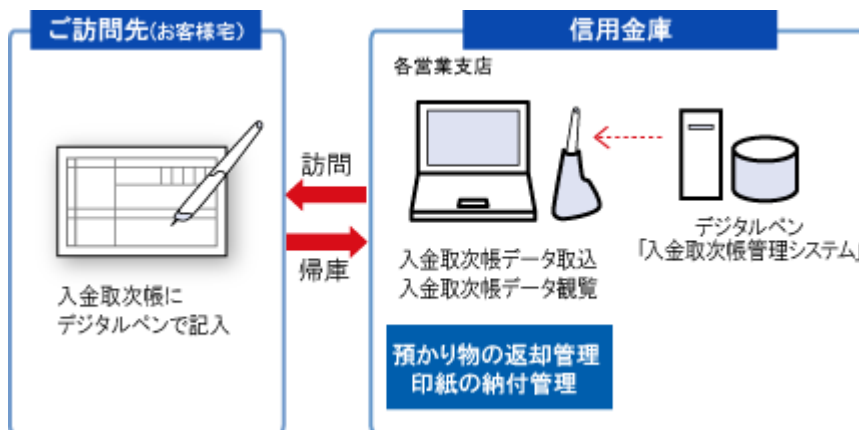 ご訪問先(お客様宅)
訪問
帰庫
入金取次帳に
デジタルペンで記入
信用金庫
各営業支店
入金取次帳データ取込
入金取次帳データ観覧
デジタルペン
「入金取次帳管理システム」
預かり物の返却管理
印紙の納付管理